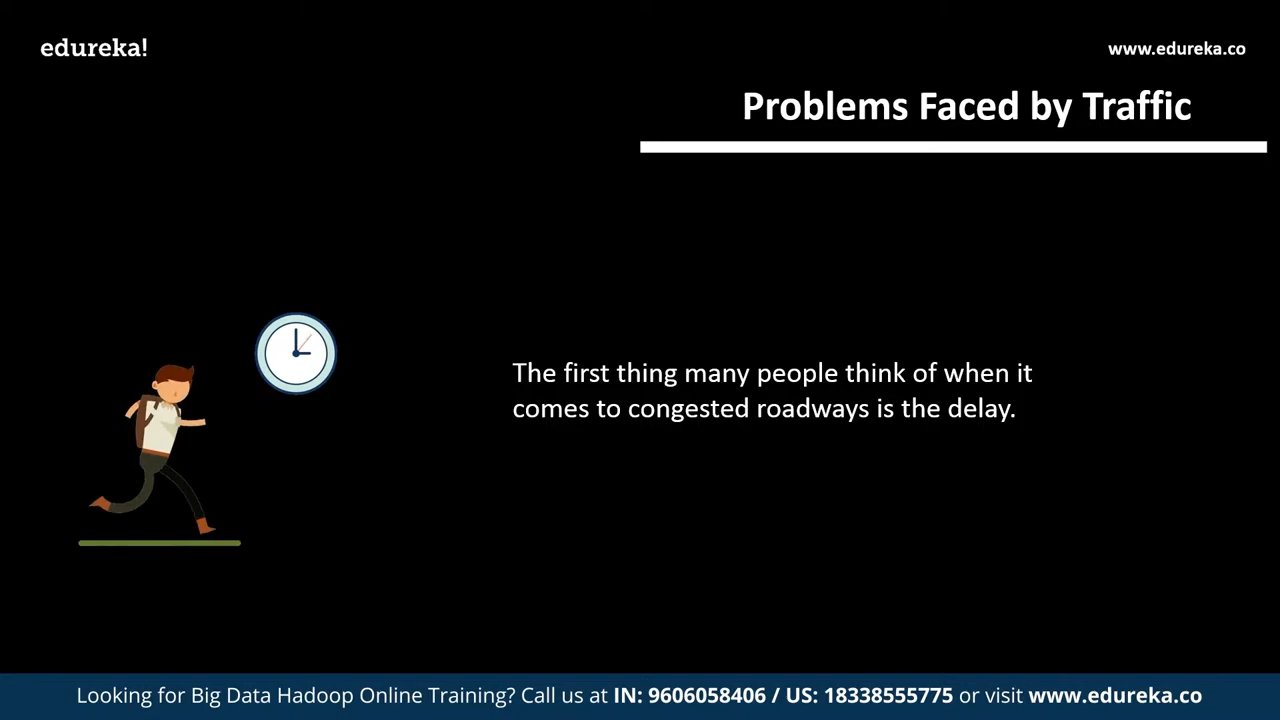 edureka!
www.edureka.co
Problems Faced by Traffic
The first thing many people think of when it
comes to congested roadways is the delay.
Looking for Big Data Hadoop Online Training? Call us at IN: 9606058406 / US: 18338555775 or visit www.edureka.co